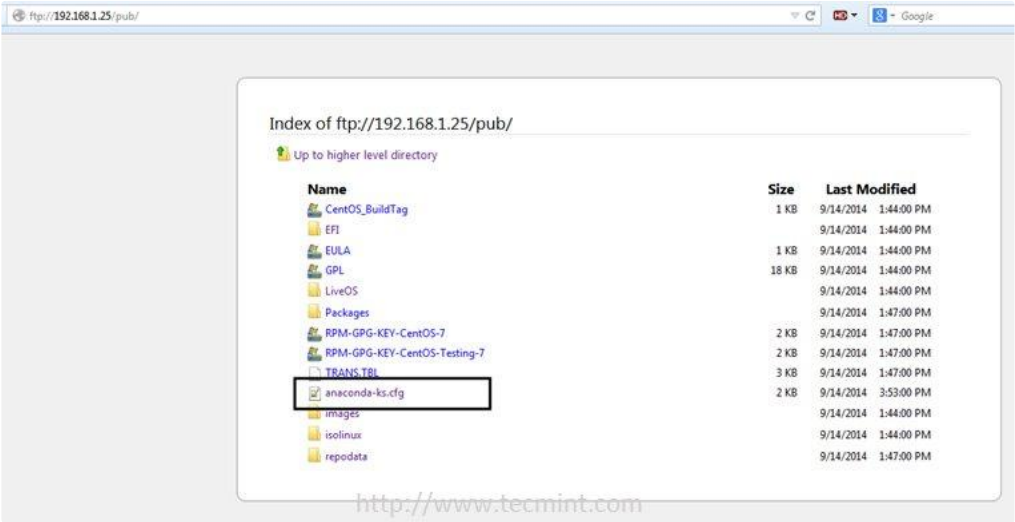 ftp://192.168.1.25/pub/
HD
8 Google
Index of ftp://192.168.1.25/pub/
Up to higher level directory
Name Size Last Modified
CentOS_BuildTag 1 KB 9/14/2014 1:44:00 PM
EFI 9/14/2014 1:44:00 PM
EULA 1 KB 9/14/2014 1:44:00 PM
GPL 18 KB 9/14/2014 1:44:00 PM
LiveOS 9/14/2014 1:44:00 PM
Packages 9/14/2014 1:47:00 PM
RPM-GPG-KEY-CentOS-7 2 KB 9/14/2014 1:47:00 PM
RPM-GPG-KEY-CentOS-Testing-7 2 KB 9/14/2014 1:47:00 PM
TRANS.TBL 3 KB 9/14/2014 1:47:00 PM
anaconda-ks.cfg 2 KB 9/14/2014 3:53:00 PM
images 9/14/2014 1:44:00 PM
isolinux 9/14/2014 1:44:00 PM
repodata 9/14/2014 1:47:00 PM
http://www.tecmint.com